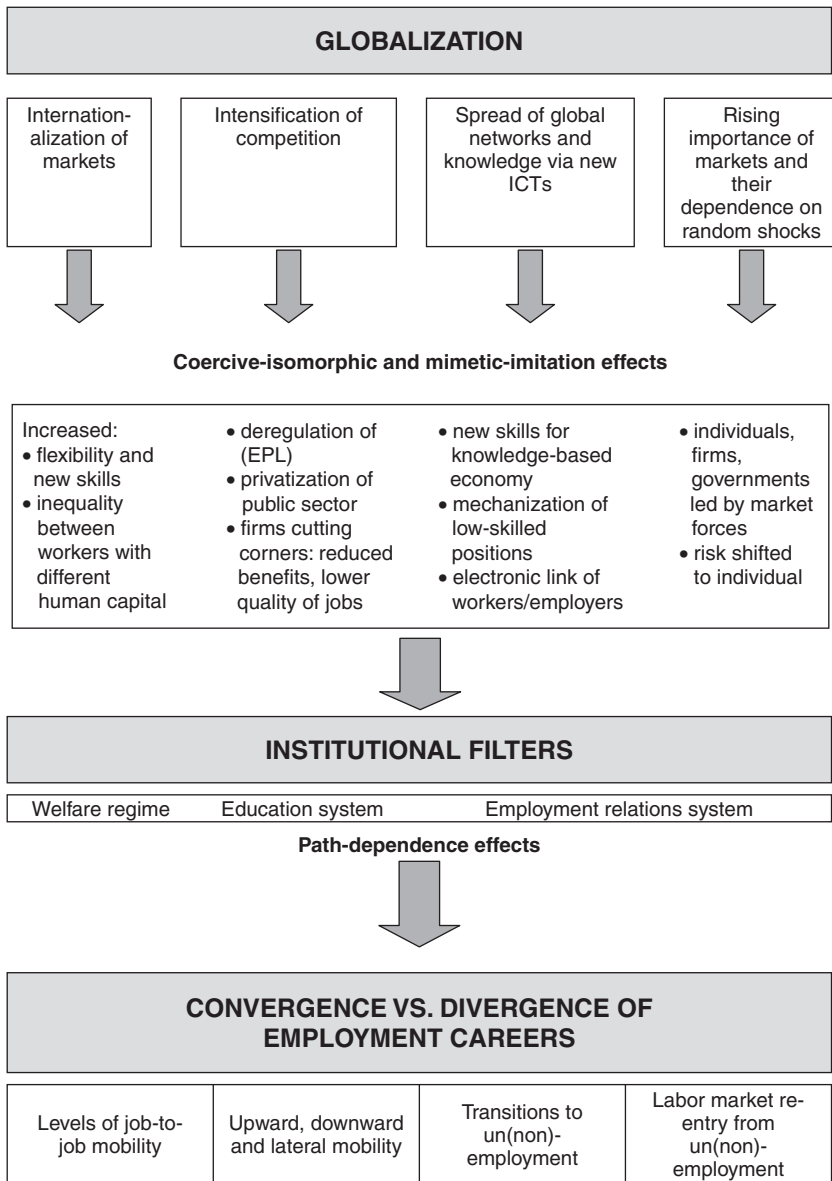 GLOBALIZATION
Internation-
alization of
markets
Intensification of
competition
Spread of global
networks and
knowledge via new
ICTs
Rising
importance of
markets and
their
dependence on
random shocks
Coercive-isomorphic and mimetic-imitation effects
Increased:
• flexibility and
new skills
• inequality
between
workers with
different
human capital
• deregulation of
(EPL)
• privatization of
public sector
• firms cutting
corners: reduced
benefits, lower
quality of jobs
• new skills for
knowledge-based
economy
• mechanization of
low-skilled
positions
• electronic link of
workers/employers
• individuals,
firms,
governments
led by market
forces
• risk shifted
to individual
INSTITUTIONAL FILTERS
Welfare regime Education system Employment relations system
Path-dependence effects
CONVERGENCE VS. DIVERGENCE OF
EMPLOYMENT CAREERS
Levels of job-to-
job mobility
Upward, downward
and lateral mobility
Transitions to
un(non)-
employment
Labor market re-
entry from
un(non)-
employment